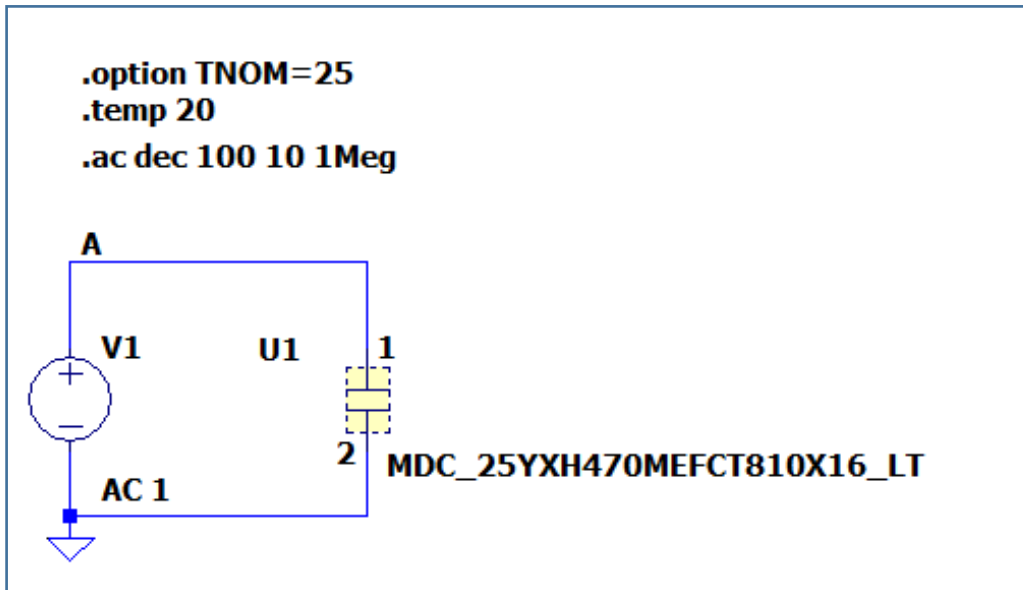 .option TNOM=25
.temp 20
.ac dec 100 10 1Meg
A
V1
U1
1
2
MDC_25YXH470MEFCT810X16_LT
AC 1